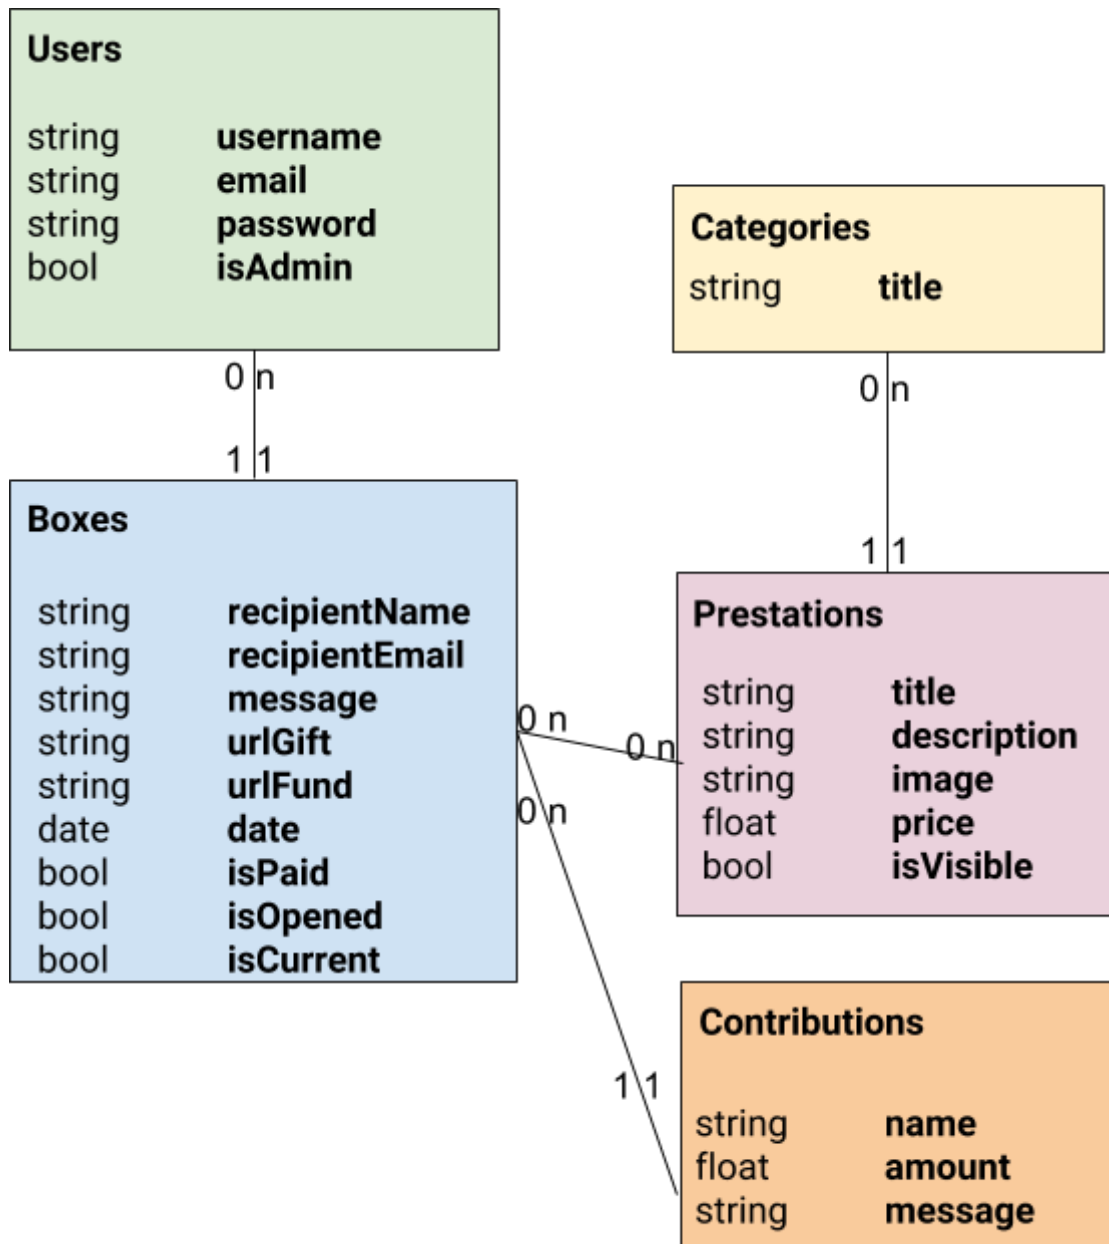 Users
string username
string email
string password
bool isAdmin
0 n
1 1
Categories
string title
0 n
1 1
Boxes
string recipientName
string recipientEmail
string message
string urlGift
string urlFund
date date
bool isPaid
bool isOpened
bool isCurrent
0 n
0 n
0 n
1 1
Prestations
string title
string description
string image
float price
bool isVisible
Contributions
string name
float amount
string message